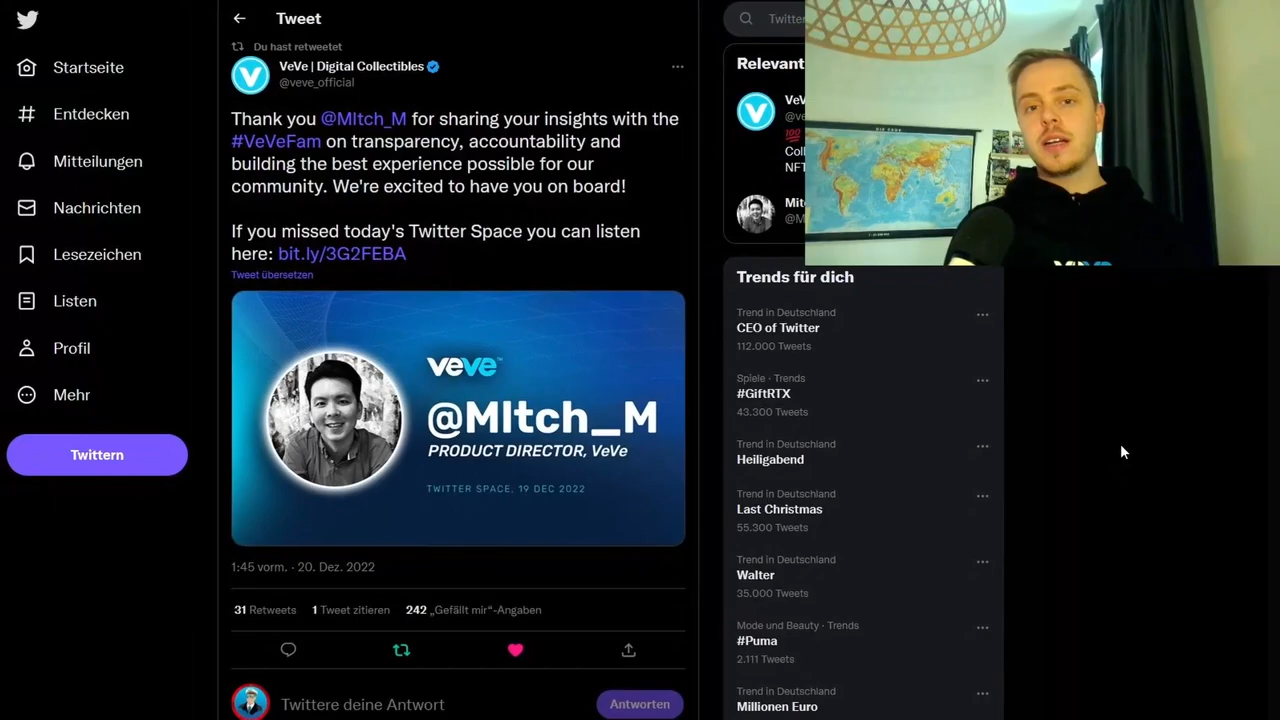 Startseite
Entdecken
Mitteilungen
Nachrichten
Lesezeichen
Listen
Profil
Mehr
Twittern
Tweet
Du hast retweetet
VeVe | Digital Collectibles
@veve_official
Thank you @MItch_M for sharing your insights with the
#VeVeFam on transparency, accountability and
building the best experience possible for our
community. We're excited to have you on board!
If you missed today's Twitter Space you can listen
here: bit.ly/3G2FEBA
Tweet übersetzen
veve™
@MItch_M
PRODUCT DIRECTOR, VeVe
TWITTER SPACE, 19 DEC 2022
1:45 vorm. · 20. Dez. 2022
31 Retweets 1 Tweet zitieren 242 „Gefällt mir“-Angaben
Twittere deine Antwort
Antworten
Twitter
Relevant
VeV
@ve
💯
Coll
NFT
Mit
@M
Trends für dich
Trend in Deutschland
CEO of Twitter
112.000 Tweets
Spiele · Trends
#GiftRTX
43.300 Tweets
Trend in Deutschland
Heiligabend
Trend in Deutschland
Last Christmas
55.300 Tweets
Trend in Deutschland
Walter
35.000 Tweets
Mode und Beauty · Trends
#Puma
2.111 Tweets
Trend in Deutschland
Millionen Euro